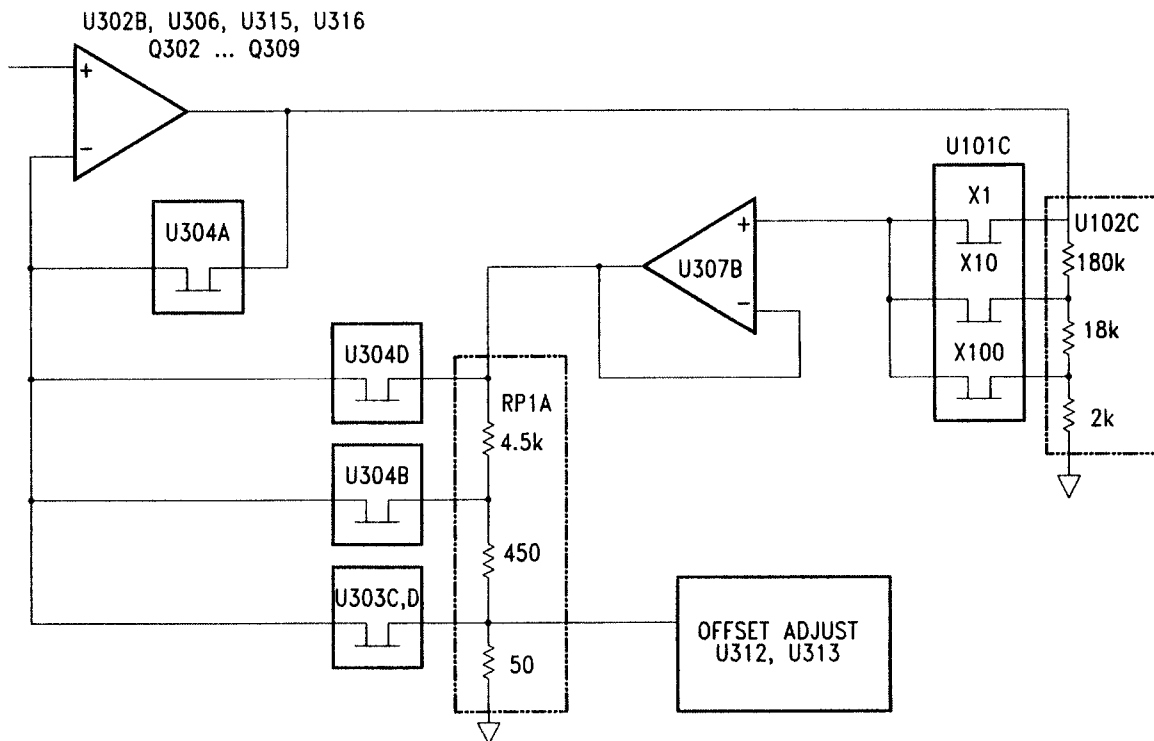 U302B, U306, U315, U316
Q302 ... Q309
+
−
U304A
U101C
X1
X10
X100
U102C
180k
18k
2k
+
U307B
−
U304D
RP1A
4.5k
U304B
450
U303C,D
50
OFFSET ADJUST
U312, U313